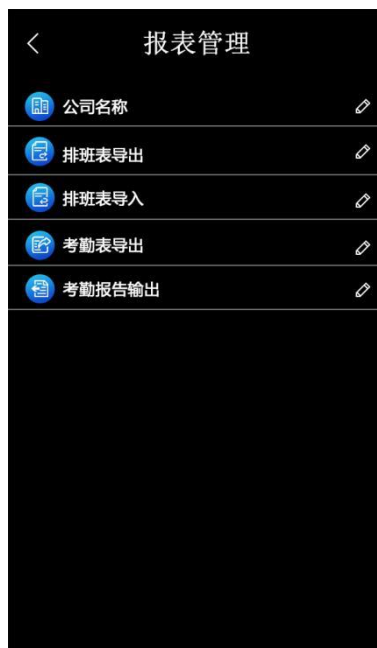 报表管理
公司名称
排班表导出
排班表导入
考勤表导出
考勤报告输出